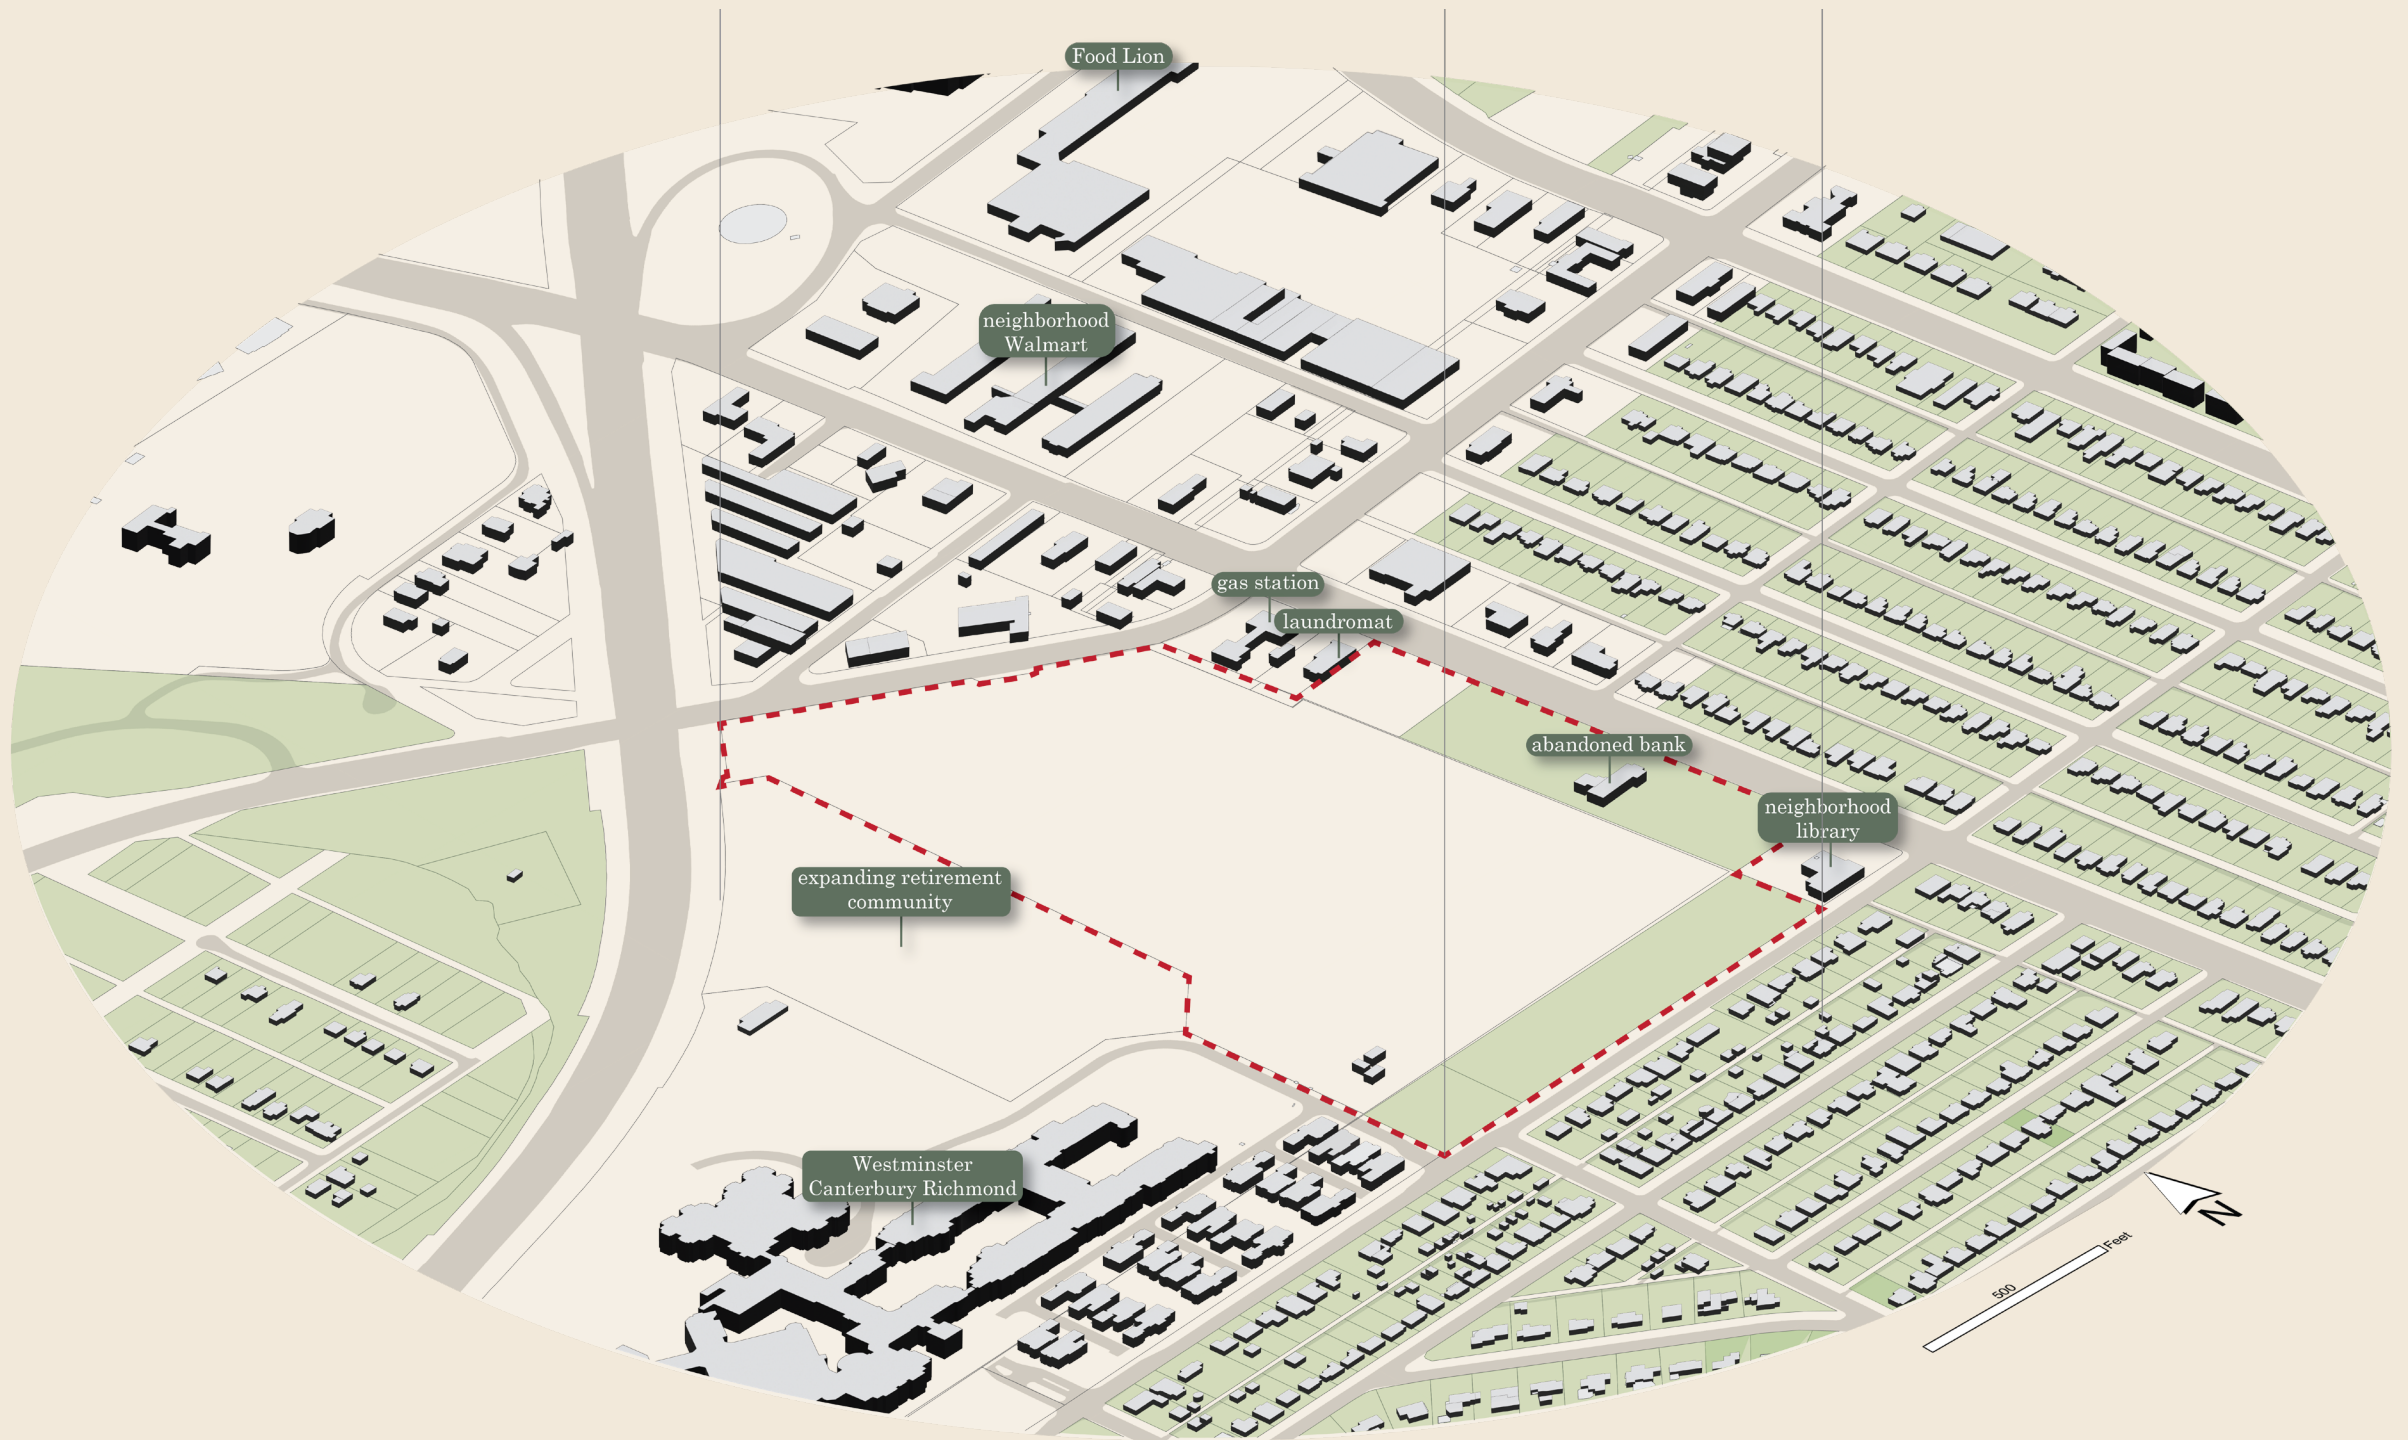 Food Lion
neighborhood
Walmart
gas station
laundromat
abandoned bank
neighborhood
library
expanding retirement
community
Westminster
Canterbury Richmond
N
500
Feet